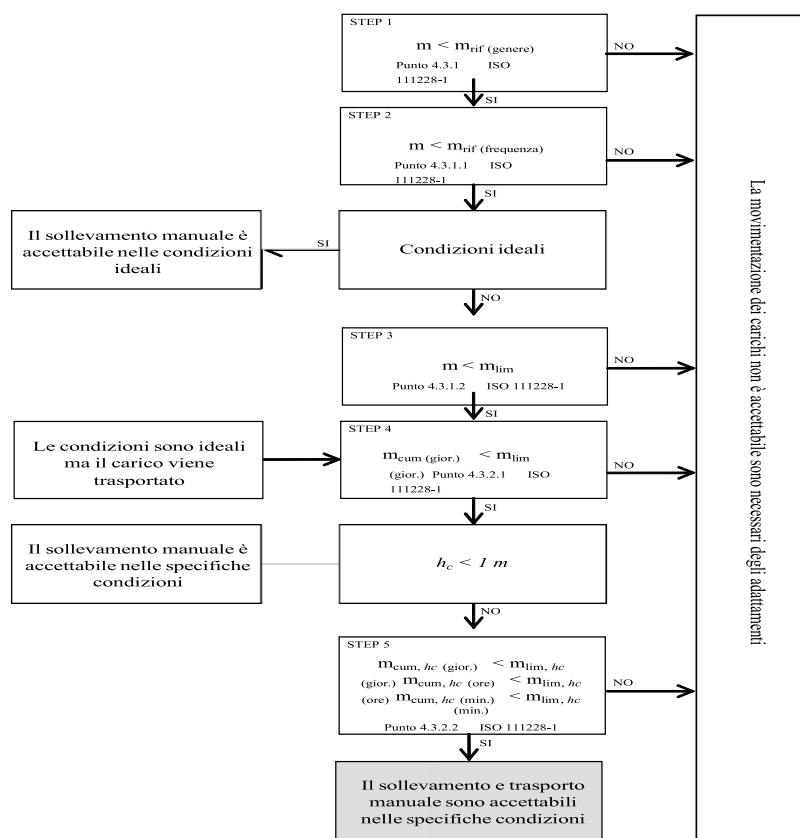 STEP 1
m < mrif (genere)
Punto 4.3.1 ISO
111228-1
NO
SI
STEP 2
m < mrif (frequenza)
Punto 4.3.1.1 ISO
111228-1
NO
SI
Il sollevamento manuale è
accettabile nelle condizioni
ideali
SI
Condizioni ideali
NO
STEP 3
m < mlim
Punto 4.3.1.2 ISO 111228-1
NO
SI
Le condizioni sono ideali
ma il carico viene
trasportato
STEP 4
mcum (gior.) < mlim
(gior.) Punto 4.3.2.1 ISO
111228-1
NO
SI
Il sollevamento manuale è
accettabile nelle specifiche
condizioni
hc < 1 m
NO
STEP 5
mcum, hc (gior.) < mlim, hc
(gior.) mcum, hc (ore) < mlim, hc
(ore) mcum, hc (min.) < mlim, hc
(min.)
Punto 4.3.2.2 ISO 111228-1
NO
SI
Il sollevamento e trasporto
manuale sono accettabili
nelle specifiche condizioni
La movimentazione dei carichi non è accettabile sono necessari degli adattamenti